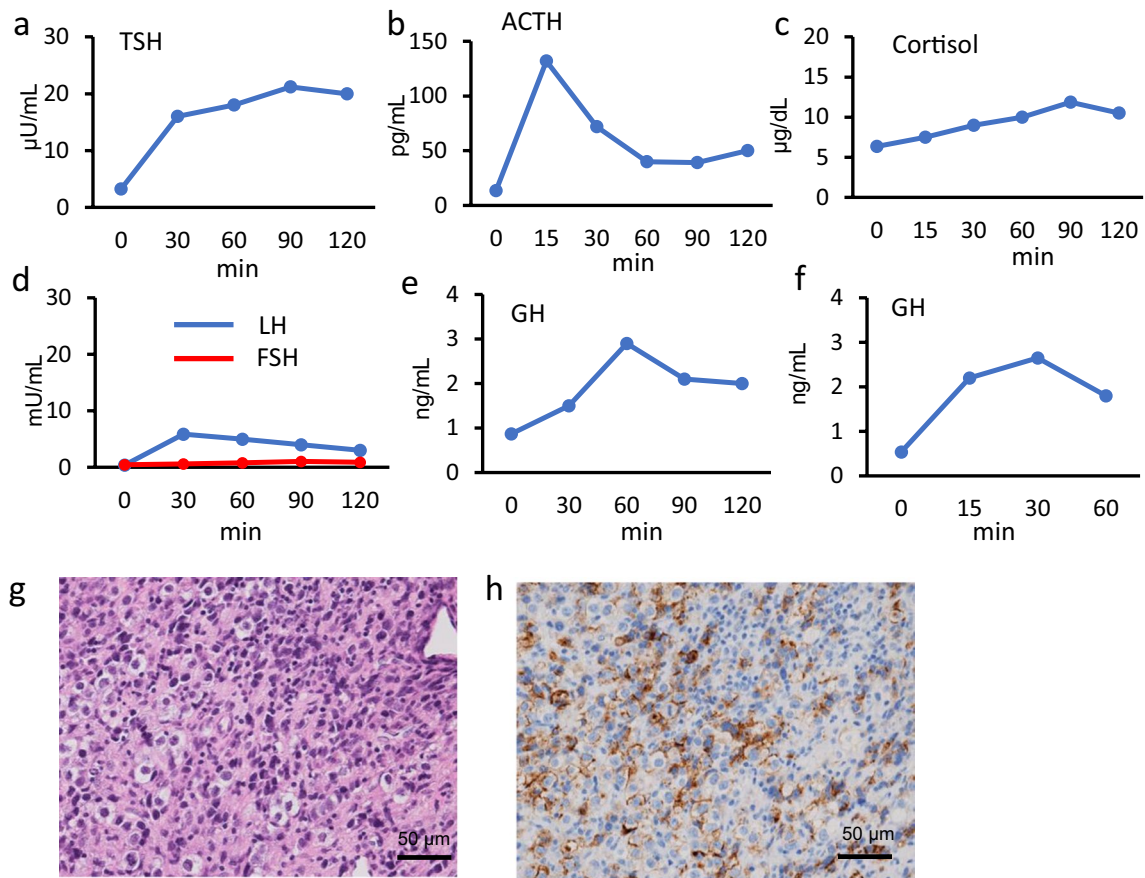 a
TSH
30
20
10
0
µU/mL
0 30 60 90 120
min
b
ACTH
150
100
50
0
pg/mL
0 15 30 60 90 120
min
c
Cortisol
20
15
10
5
0
µg/dL
0 15 30 60 90 120
min
d
LH
FSH
30
20
10
0
mU/mL
0 30 60 90 120
min
e
GH
4
3
2
1
0
ng/mL
0 30 60 90 120
min
f
GH
4
3
2
1
0
ng/mL
0 15 30 60
min
g
50 µm
h
50 µm